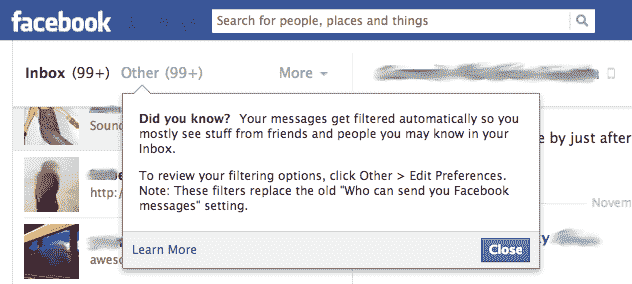 facebook
Search for people, places and things
Inbox (99+) Other (99+)
More
Did you know? Your messages get filtered automatically so you
mostly see stuff from friends and people you may know in your
Inbox.
To review your filtering options, click Other > Edit Preferences.
Note: These filters replace the old "Who can send you Facebook
messages" setting.
Learn More
Close
Soun
http:/
awes
e by just after
Novem
y